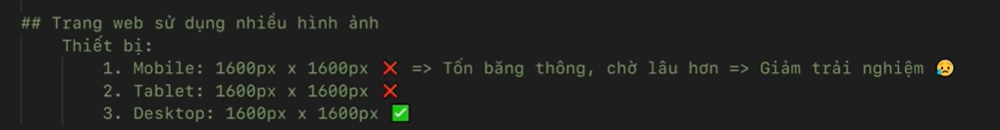 ## Trang web sử dụng nhiều hình ảnh
Thiết bị:
1. Mobile: 1600px x 1600px ❌ => Tốn băng thông, chờ lâu hơn => Giảm trải nghiệm 😥
2. Tablet: 1600px x 1600px ❌
3. Desktop: 1600px x 1600px ✅